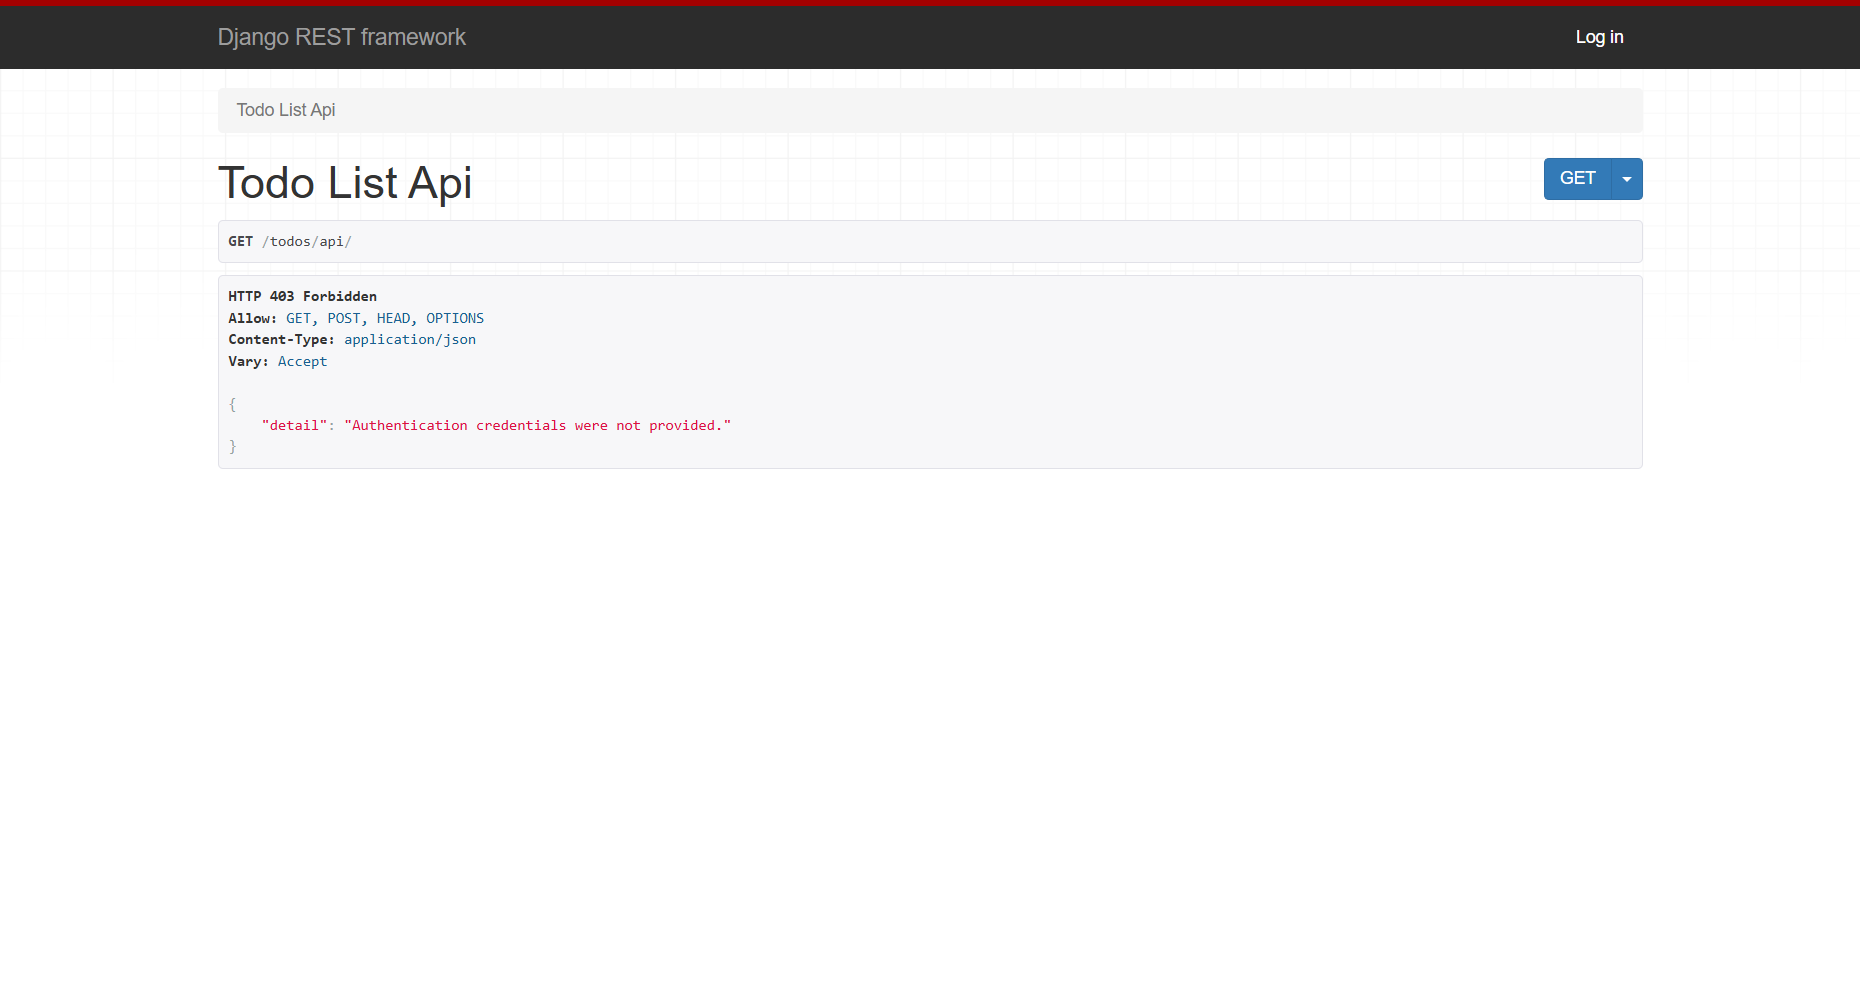 Django REST framework
Log in
Todo List Api
Todo List Api
GET
GET /todos/api/
HTTP 403 Forbidden
Allow: GET, POST, HEAD, OPTIONS
Content-Type: application/json
Vary: Accept
{
    "detail": "Authentication credentials were not provided."
}